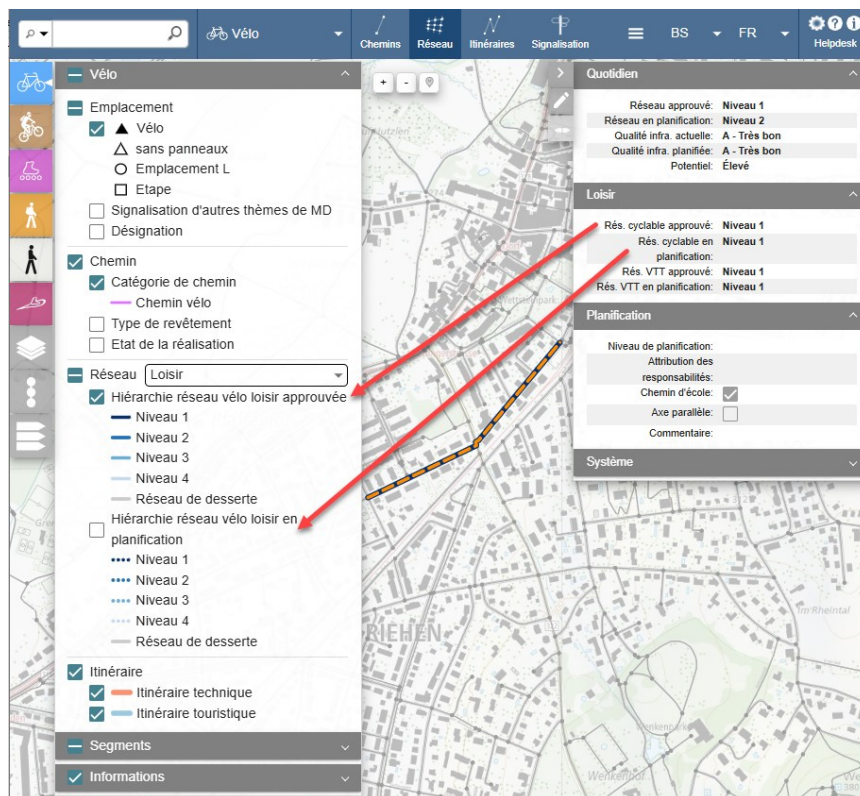 Vélo
Chemins
Réseau
Itinéraires
Signalisation
BS
FR
Helpdesk
Vélo
Emplacement
Vélo
sans panneaux
Emplacement L
Etape
Signalisation d'autres thèmes de MD
Désignation
Chemin
Catégorie de chemin
Chemin vélo
Type de revêtement
Etat de la réalisation
Réseau Loisir
Hiérarchie réseau vélo loisir approuvée
Niveau 1
Niveau 2
Niveau 3
Niveau 4
Réseau de desserte
Hiérarchie réseau vélo loisir en
planification
Niveau 1
Niveau 2
Niveau 3
Niveau 4
Réseau de desserte
Itinéraire
Itinéraire technique
Itinéraire touristique
Segments
Informations
+ -
Wettsteinpark
RIEHEN
Wenkenpark
Wenkenhof
Im Rheintal
Quotidien
Réseau approuvé: Niveau 1
Réseau en planification: Niveau 2
Qualité infra. actuelle: A - Très bon
Qualité infra. planifiée: A - Très bon
Potentiel: Élevé
Loisir
Rés. cyclable approuvé: Niveau 1
Rés. cyclable en Niveau 1
planification:
Rés. VTT approuvé: Niveau 1
Rés. VTT en planification: Niveau 1
Planification
Niveau de planification:
Attribution des
responsabilités:
Chemin d'école:
Axe parallèle:
Commentaire:
Système